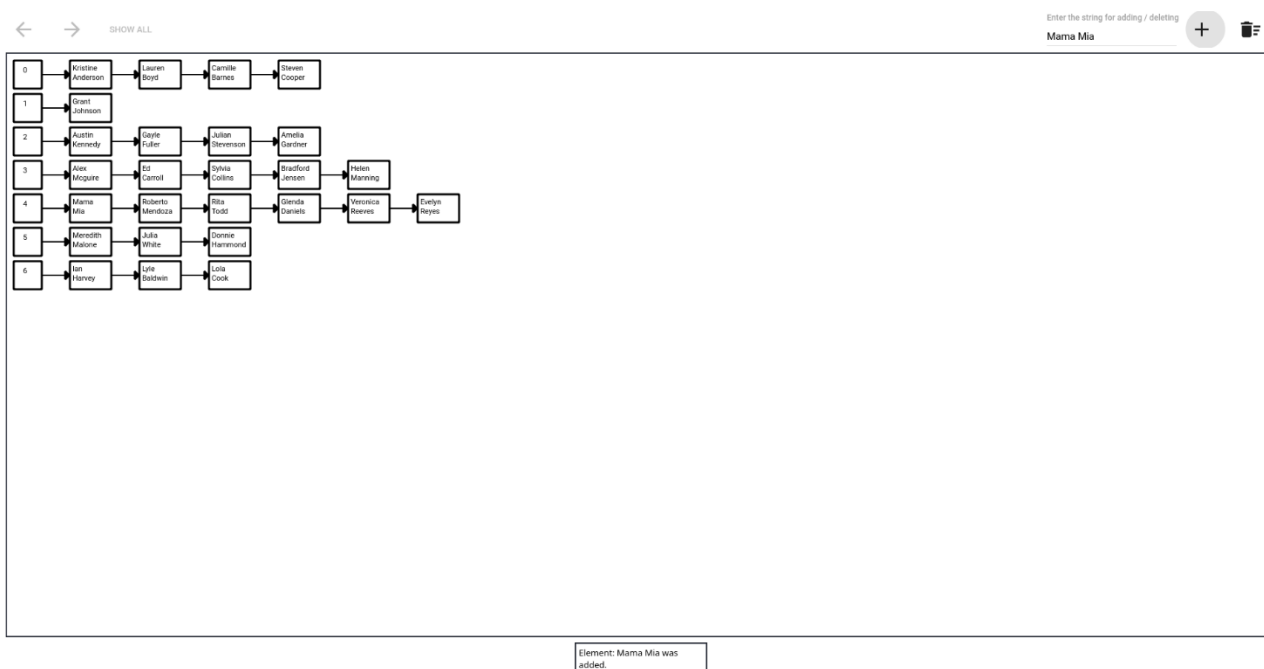 SHOW ALL
Enter the string for adding / deleting
Mama Mia
0
Kristine
Anderson
Lauren
Boyd
Camille
Barnes
Steven
Cooper
1
Grant
Johnson
2
Austin
Kennedy
Gayle
Fuller
Julian
Stevenson
Amelia
Gardner
3
Alex
Mcguire
Ed
Carroll
Sylvia
Collins
Bradford
Jensen
Helen
Manning
4
Mama
Mia
Roberto
Mendoza
Rita
Todd
Glenda
Daniels
Veronica
Reeves
Evelyn
Reyes
5
Meredith
Malone
Julia
White
Donnie
Hammond
6
Ian
Harvey
Lyle
Baldwin
Lola
Cook
Element: Mama Mia was
added.